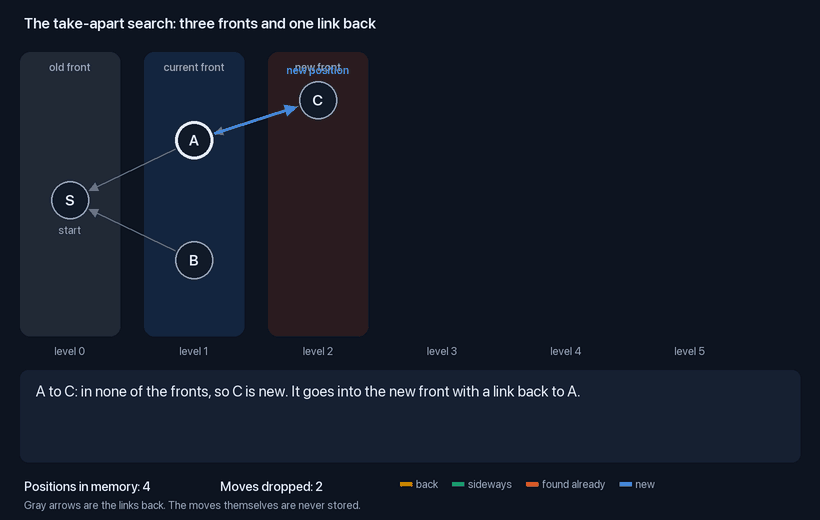 The take-apart search: three fronts and one link back
old front
current front
new front
new position
C
A
S
start
B
level 0
level 1
level 2
level 3
level 4
level 5
A to C: in none of the fronts, so C is new. It goes into the new front with a link back to A.
Positions in memory: 4
Moves dropped: 2
back
sideways
found already
new
Gray arrows are the links back. The moves themselves are never stored.